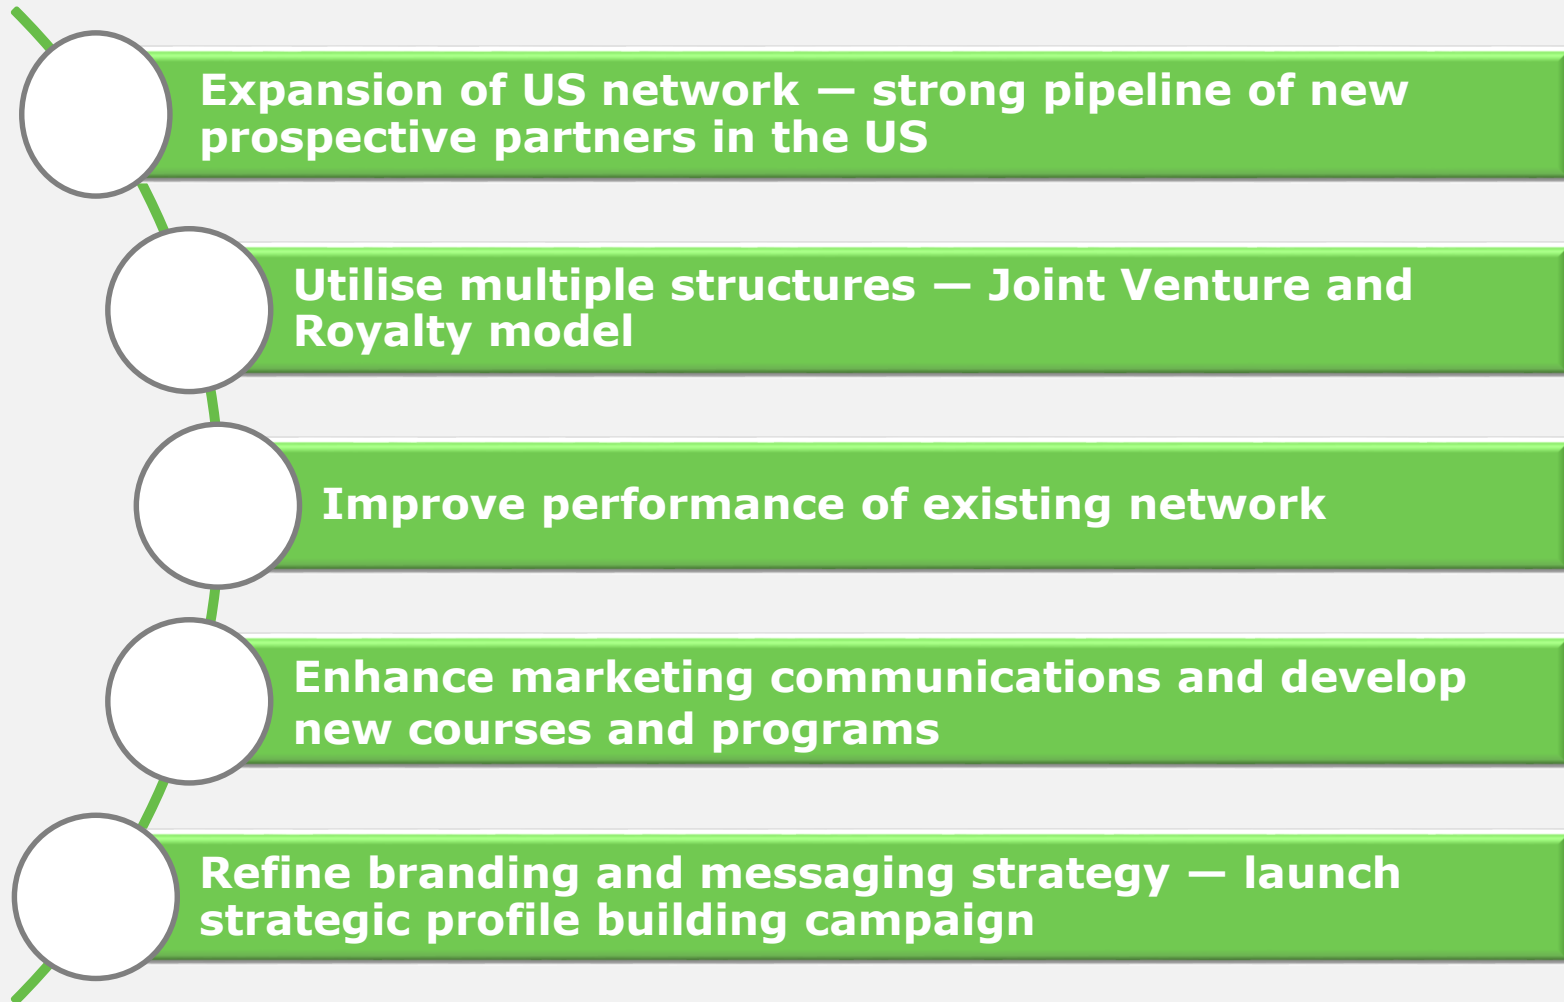 Expansion of US network — strong pipeline of new
prospective partners in the US
Utilise multiple structures — Joint Venture and
Royalty model
Improve performance of existing network
Enhance marketing communications and develop
new courses and programs
Refine branding and messaging strategy — launch
strategic profile building campaign